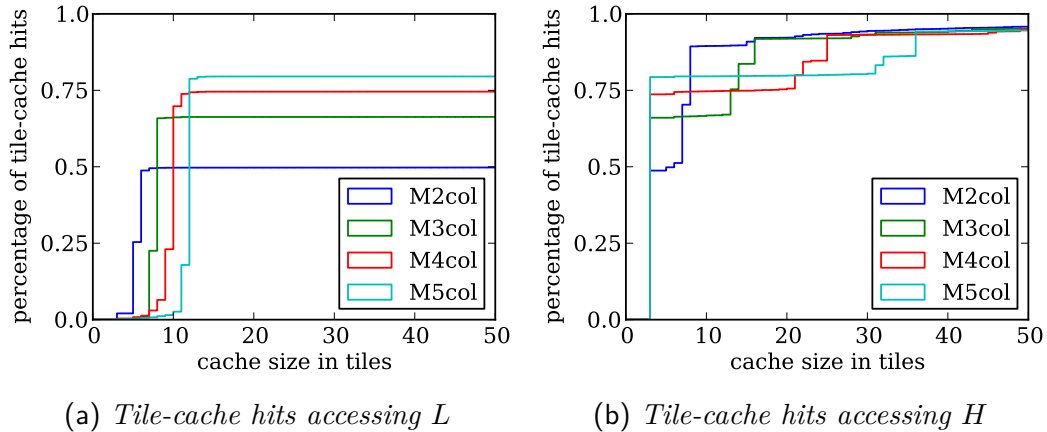 percentage of tile-cache hits
1.0
0.75
0.5
0.25
0.0
0
10
20
30
40
50
cache size in tiles
M2col
M3col
M4col
M5col
(a) Tile-cache hits accessing L
percentage of tile-cache hits
1.0
0.75
0.5
0.25
0.0
0
10
20
30
40
50
cache size in tiles
M2col
M3col
M4col
M5col
(b) Tile-cache hits accessing H